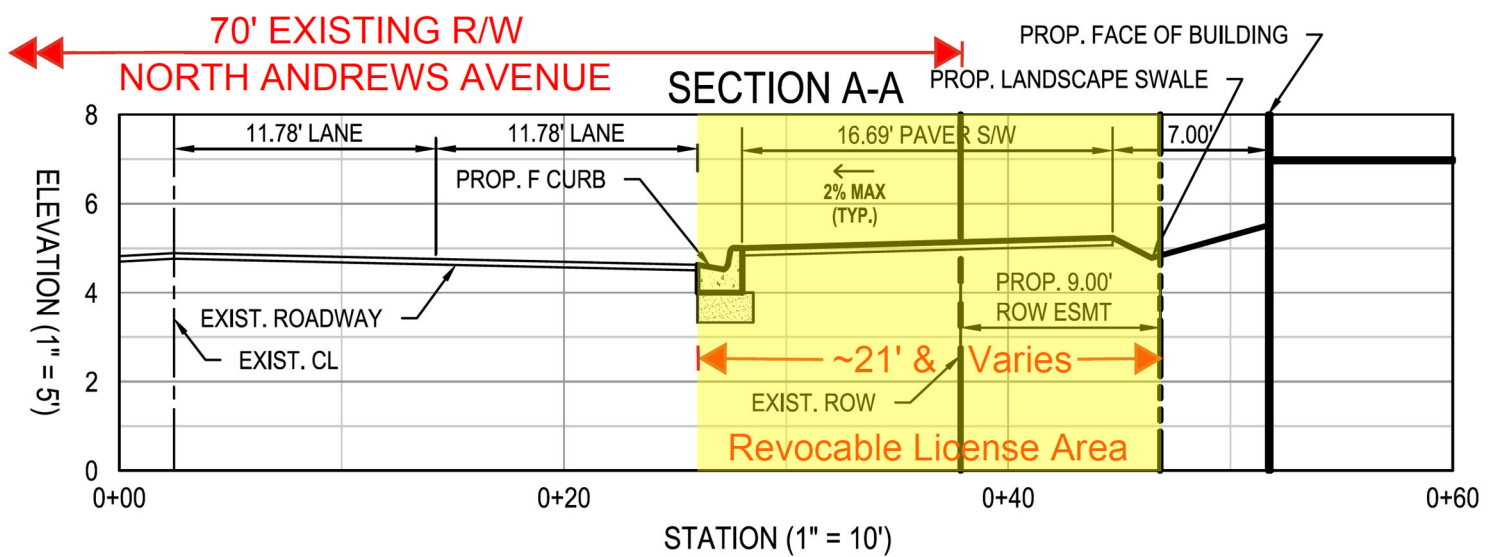 70' EXISTING R/W
NORTH ANDREWS AVENUE
SECTION A-A
PROP. FACE OF BUILDING
PROP. LANDSCAPE SWALE
11.78' LANE
11.78' LANE
16.69' PAVER S/W
7.00'
PROP. F CURB
2% MAX
(TYP.)
EXIST. ROADWAY
EXIST. CL
PROP. 9.00'
ROW ESMT
~21' & Varies
EXIST. ROW
Revocable License Area
ELEVATION (1" = 5')
8
6
4
2
0
0+00
0+20
0+40
0+60
STATION (1" = 10')